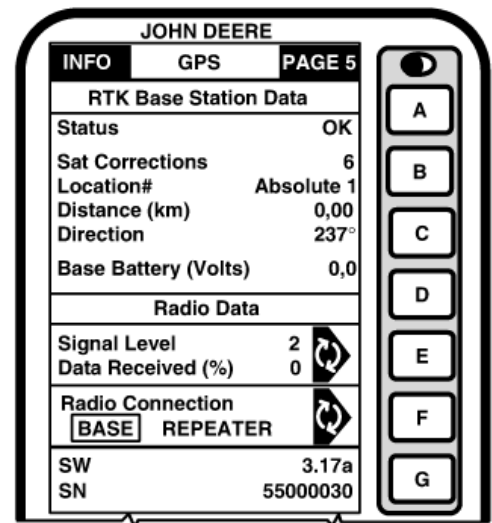 JOHN DEERE
INFO GPS PAGE 5
RTK Base Station Data
Status OK
Sat Corrections 6
Location# Absolute 1
Distance (km) 0,00
Direction 237°
Base Battery (Volts) 0,0
Radio Data
Signal Level 2
Data Received (%) 0
Radio Connection
BASE REPEATER
SW 3.17a
SN 55000030
A
B
C
D
E
F
G